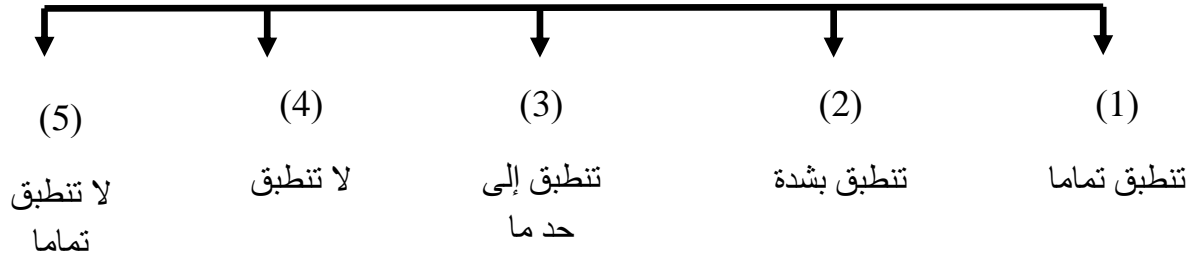 (1) (2) (3) (4) (5)
تنطبق تماما تنطبق بشدة تنطبق إلى لا تنطبق لا تنطبق
حد ما تماما